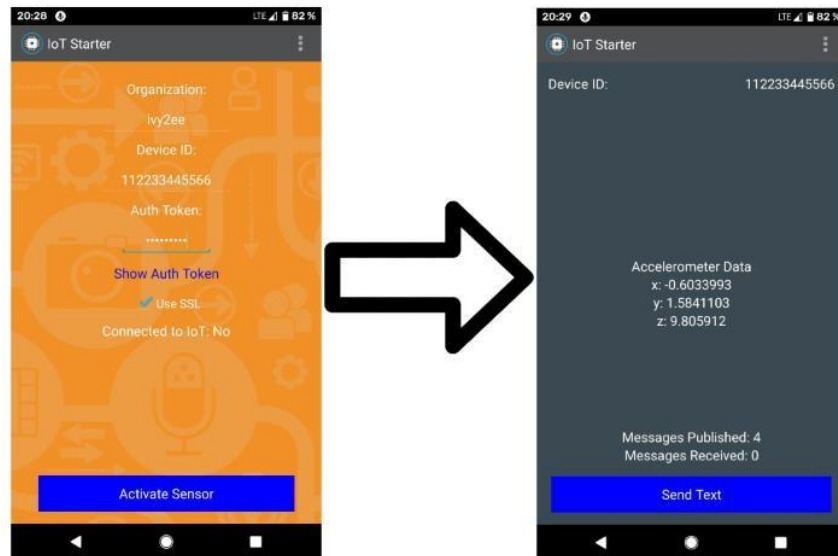 20:28 LTE 82 %
IoT Starter
Organization:
ivy2ee
Device ID:
112233445566
Auth Token:
•••••••••
Show Auth Token
Use SSL
Connected to IoT: No
Activate Sensor
20:29 LTE 82 %
IoT Starter
Device ID: 112233445566
Accelerometer Data
x: -0.6033993
y: 1.5841103
z: 9.805912
Messages Published: 4
Messages Received: 0
Send Text